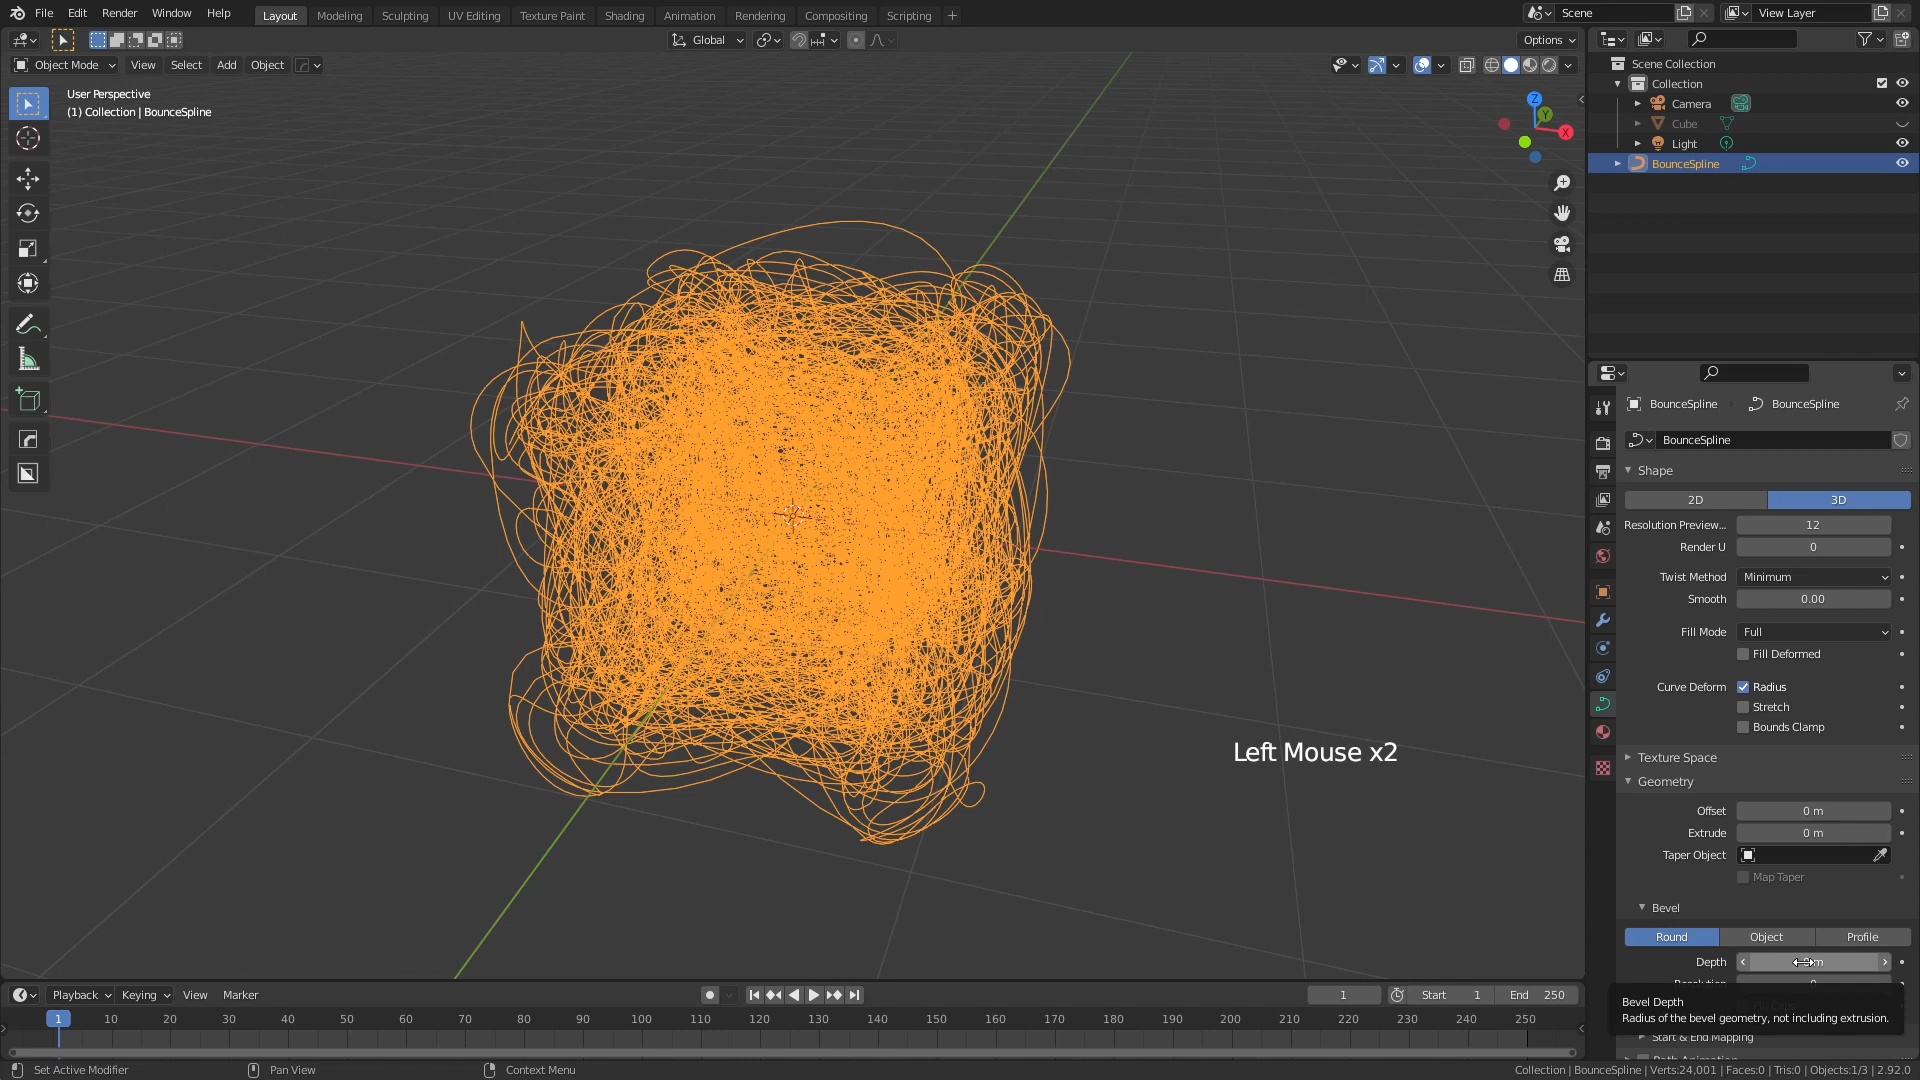 File Edit Render Window Help
Layout Modeling Sculpting UV Editing Texture Paint Shading Animation Rendering Compositing Scripting +
Scene
View Layer
Global
Options
Object Mode View Select Add Object
User Perspective
(1) Collection | BounceSpline
Z
Y
X
Scene Collection
Collection
Camera
Cube
Light
BounceSpline
BounceSpline BounceSpline
BounceSpline
Shape
2D 3D
Resolution Preview... 12
Render U 0
Twist Method Minimum
Smooth 0.00
Fill Mode Full
Fill Deformed
Curve Deform Radius
Stretch
Bounds Clamp
Texture Space
Geometry
Offset 0 m
Extrude 0 m
Taper Object
Map Taper
Bevel
Round Object Profile
Depth m
Bevel Depth
Radius of the bevel geometry, not including extrusion.
Start & End Mapping
Left Mouse x2
Playback Keying View Marker
1 Start 1 End 250
1 10 20 30 40 50 60 70 80 90 100 110 120 130 140 150 160 170 180 190 200 210 220 230 240 250
Set Active Modifier Pan View Context Menu
Collection | BounceSpline | Verts:24,001 | Faces:0 | Tris:0 | Objects:1/3 | 2.92.0